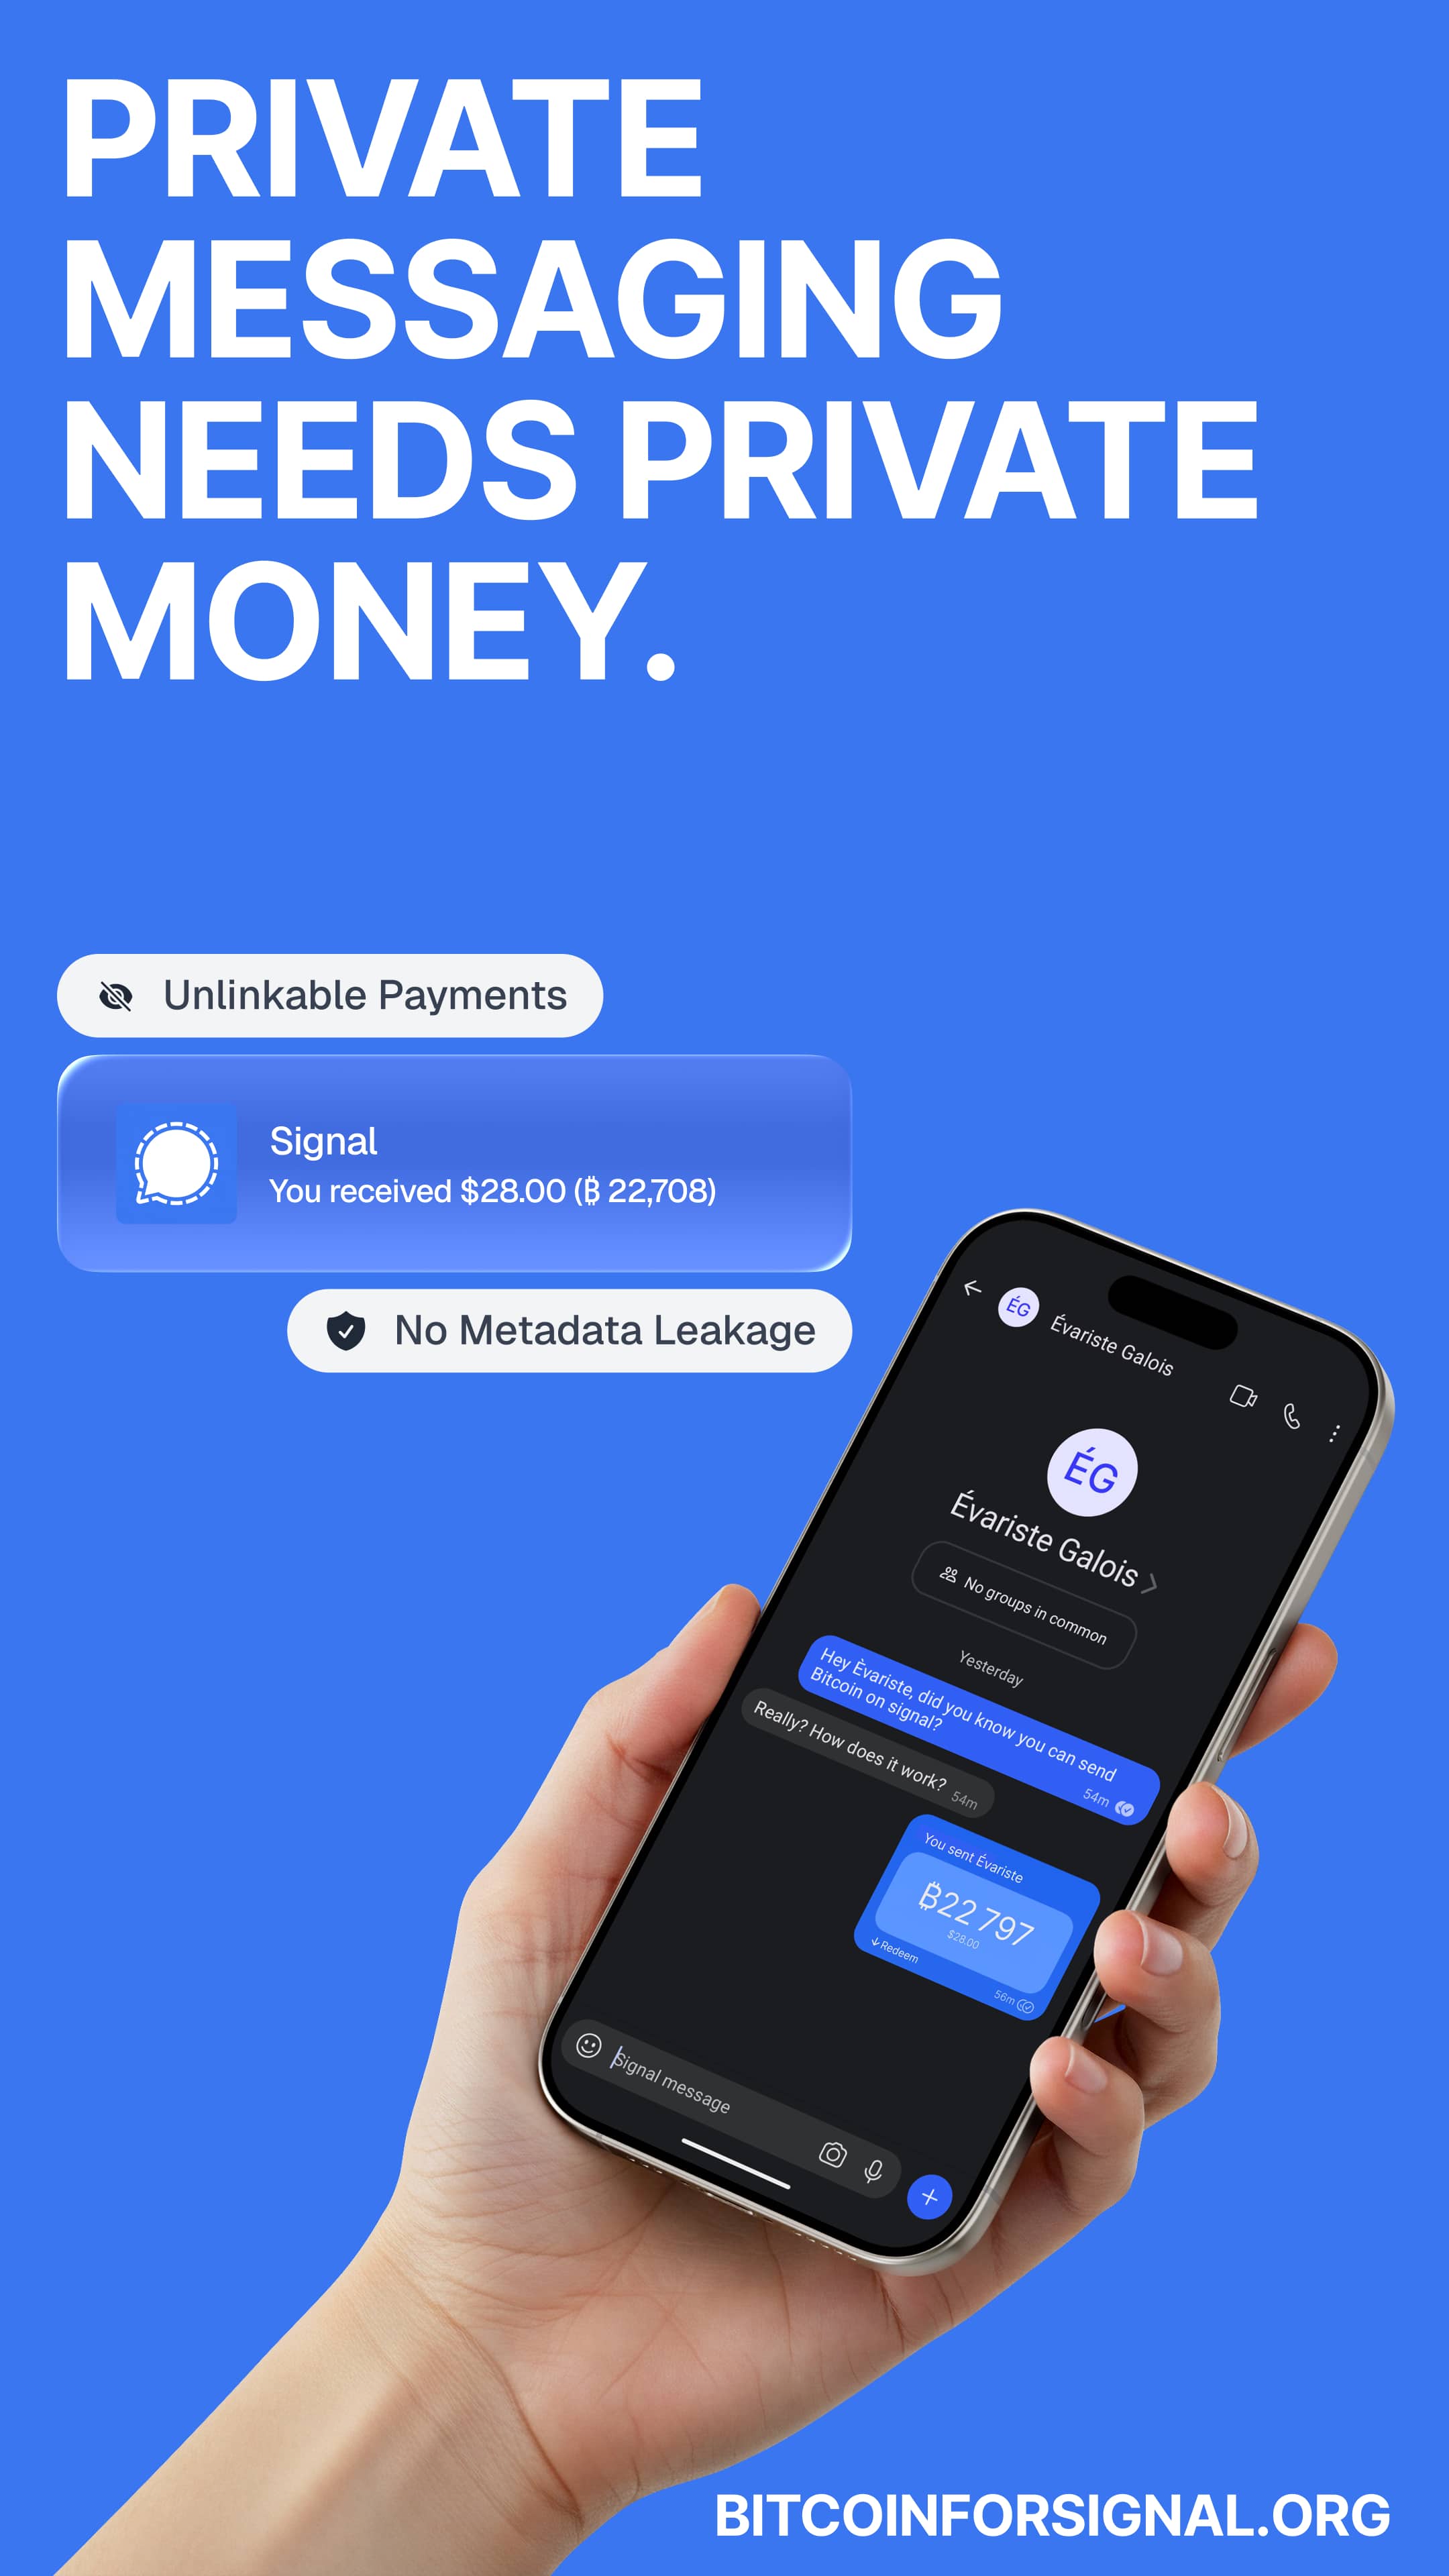 PRIVATE
MESSAGING
NEEDS PRIVATE
MONEY.
Unlinkable Payments
Signal
You received $28.00 (₿ 22,708)
No Metadata Leakage
ÉG
Évariste Galois
ÉG
Évariste Galois
No groups in common
Yesterday
Hey Èvariste, did you know you can send
Bitcoin on signal?
54m
Really? How does it work?
54m
You sent Évariste
₿22 797
$28.00
Redeem
56m
Signal message
BITCOINFORSIGNAL.ORG